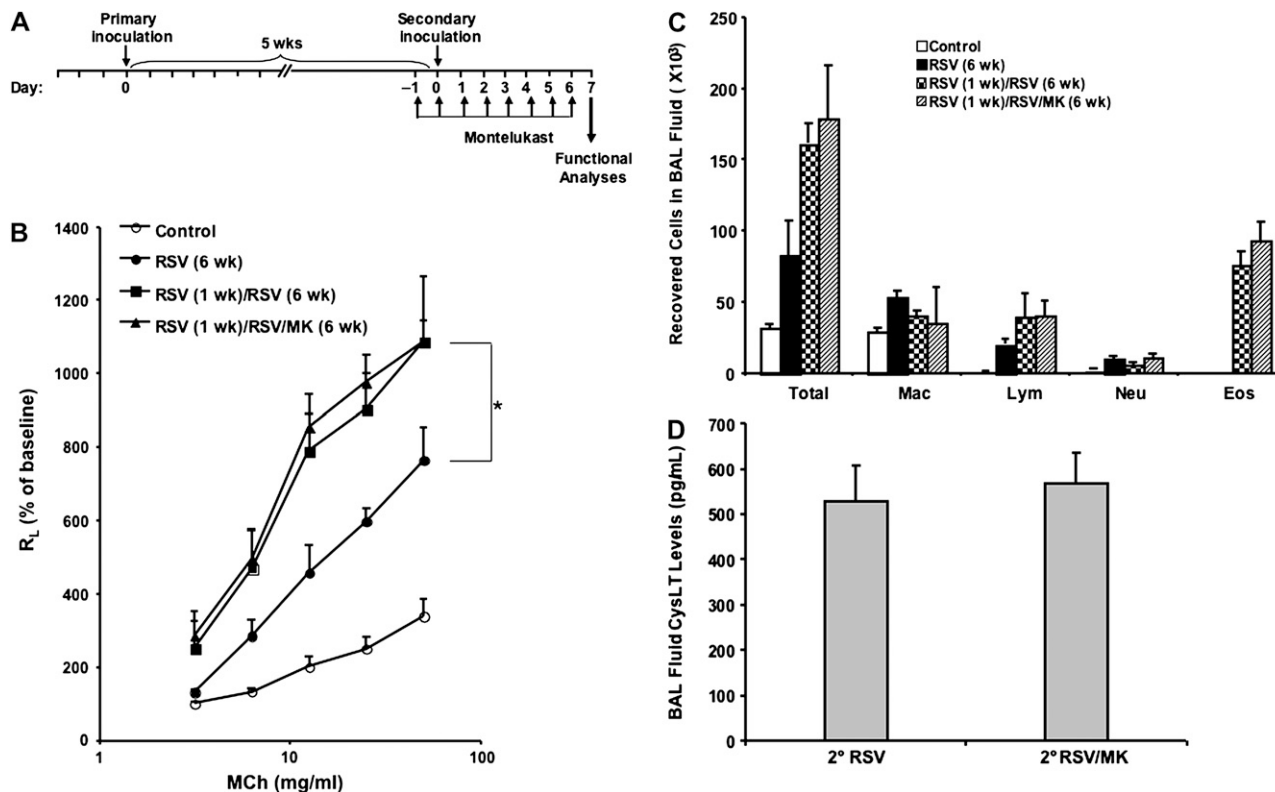 A
Primary
inoculation
Secondary
inoculation
5 wks
Day:
0
–1 0 1 2 3 4 5 6 7
Montelukast
Functional
Analyses
B
1400
1200
1000
800
600
400
200
0
R_L (% of baseline)
Control
RSV (6 wk)
RSV (1 wk)/RSV (6 wk)
RSV (1 wk)/RSV/MK (6 wk)
*
1 10 100
MCh (mg/ml)
C
Recovered Cells in BAL Fluid ( X10³)
250
200
150
100
50
0
Control
RSV (6 wk)
RSV (1 wk)/RSV (6 wk)
RSV (1 wk)/RSV/MK (6 wk)
Total Mac Lym Neu Eos
D
BAL Fluid CysLT Levels (pg/mL)
700
600
500
400
300
200
100
0
2° RSV 2° RSV/MK